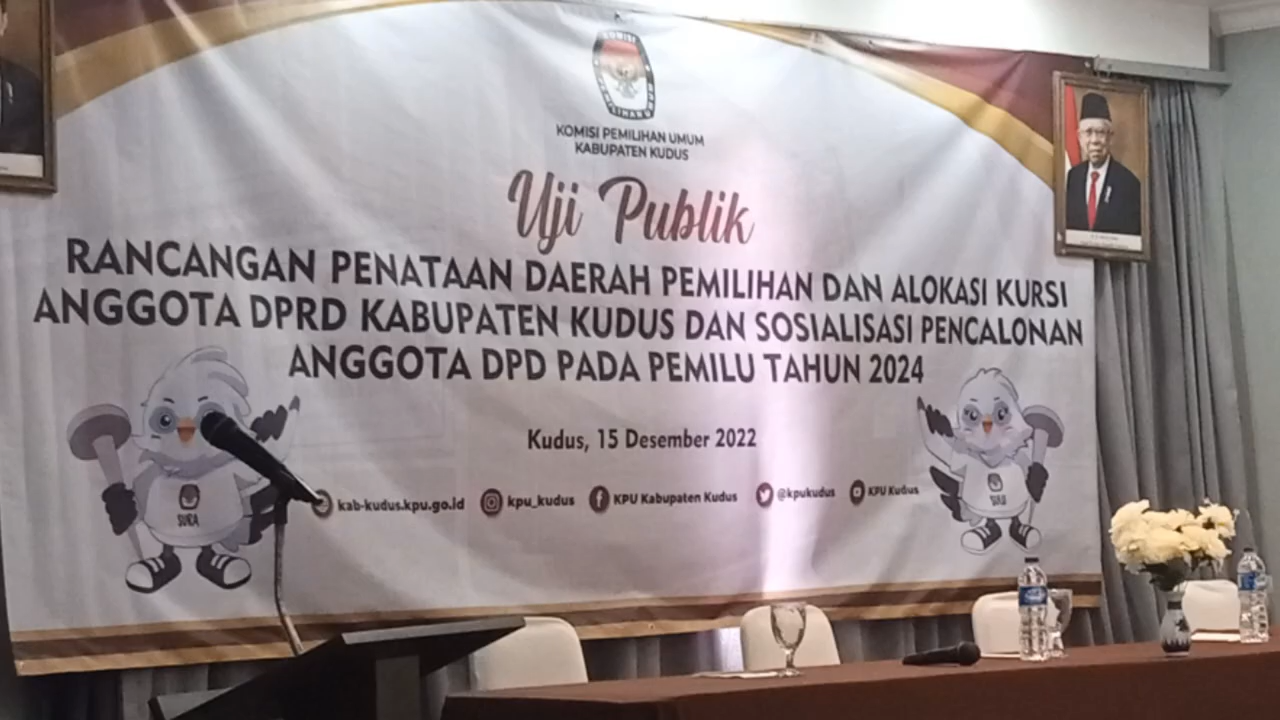 KOMISI PEMILIHAN UMUM
KABUPATEN KUDUS
Uji Publik
RANCANGAN PENATAAN DAERAH PEMILIHAN DAN ALOKASI KURSI
ANGGOTA DPRD KABUPATEN KUDUS DAN SOSIALISASI PENCALONAN
ANGGOTA DPD PADA PEMILU TAHUN 2024
Kudus, 15 Desember 2022
kab-kudus.kpu.go.id kpu_kudus KPU Kabupaten Kudus @kpukudus KPU Kudus
SURA